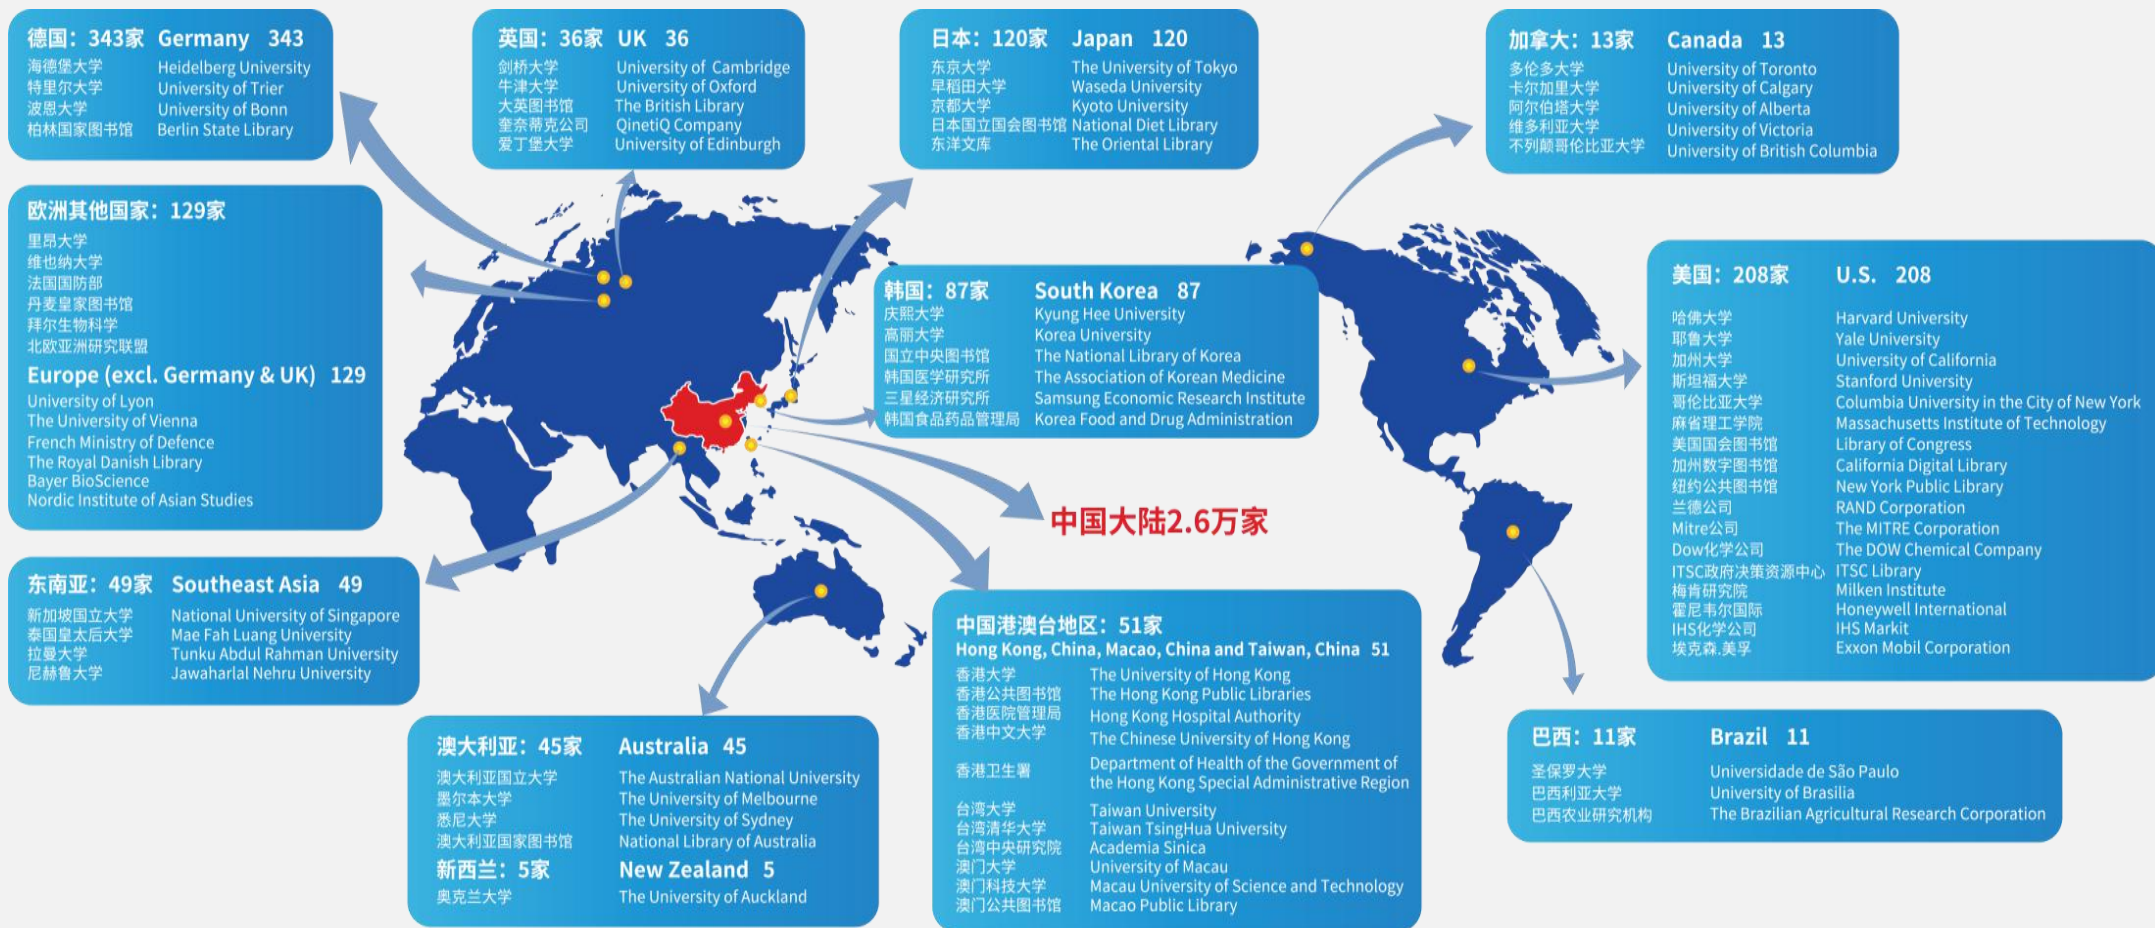 德国：343家 Germany 343
海德堡大学 Heidelberg University
特里尔大学 University of Trier
波恩大学 University of Bonn
柏林国家图书馆 Berlin State Library
英国：36家 UK 36
剑桥大学 University of Cambridge
牛津大学 University of Oxford
大英图书馆 The British Library
奎奈蒂克公司 QinetiQ Company
爱丁堡大学 University of Edinburgh
日本：120家 Japan 120
东京大学 The University of Tokyo
早稻田大学 Waseda University
京都大学 Kyoto University
日本国立国会图书馆 National Diet Library
东洋文库 The Oriental Library
加拿大：13家 Canada 13
多伦多大学 University of Toronto
卡尔加里大学 University of Calgary
阿尔伯塔大学 University of Alberta
维多利亚大学 University of Victoria
不列颠哥伦比亚大学 University of British Columbia
欧洲其他国家：129家
里昂大学
维也纳大学
法国国防部
丹麦皇家图书馆
拜尔生物科学
北欧亚洲研究联盟
Europe (excl. Germany & UK) 129
University of Lyon
The University of Vienna
French Ministry of Defence
The Royal Danish Library
Bayer BioScience
Nordic Institute of Asian Studies
韩国：87家 South Korea 87
庆熙大学 Kyung Hee University
高丽大学 Korea University
国立中央图书馆 The National Library of Korea
韩国医学研究所 The Association of Korean Medicine
三星经济研究所 Samsung Economic Research Institute
韩国食品药品管理局 Korea Food and Drug Administration
美国：208家 U.S. 208
哈佛大学 Harvard University
耶鲁大学 Yale University
加州大学 University of California
斯坦福大学 Stanford University
哥伦比亚大学 Columbia University in the City of New York
麻省理工学院 Massachusetts Institute of Technology
美国国会图书馆 Library of Congress
加州数字图书馆 California Digital Library
纽约公共图书馆 New York Public Library
兰德公司 RAND Corporation
Mitre公司 The MITRE Corporation
Dow化学公司 The DOW Chemical Company
ITSC政府决策资源中心 ITSC Library
梅肯研究院 Milken Institute
霍尼韦尔国际 Honeywell International
IHS化学公司 IHS Markit
埃克森.美孚 Exxon Mobil Corporation
中国大陆2.6万家
东南亚：49家 Southeast Asia 49
新加坡国立大学 National University of Singapore
泰国皇太后大学 Mae Fah Luang University
拉曼大学 Tunku Abdul Rahman University
尼赫鲁大学 Jawaharlal Nehru University
澳大利亚：45家 Australia 45
澳大利亚国立大学 The Australian National University
墨尔本大学 The University of Melbourne
悉尼大学 The University of Sydney
澳大利亚国家图书馆 National Library of Australia
新西兰：5家 New Zealand 5
奥克兰大学 The University of Auckland
中国港澳台地区：51家
Hong Kong, China, Macao, China and Taiwan, China 51
香港大学 The University of Hong Kong
香港公共图书馆 The Hong Kong Public Libraries
香港医院管理局 Hong Kong Hospital Authority
香港中文大学 The Chinese University of Hong Kong
香港卫生署 Department of Health of the Government of
the Hong Kong Special Administrative Region
台湾大学 Taiwan University
台湾清华大学 Taiwan TsingHua University
台湾中央研究院 Academia Sinica
澳门大学 University of Macau
澳门科技大学 Macau University of Science and Technology
澳门公共图书馆 Macao Public Library
巴西：11家 Brazil 11
圣保罗大学 Universidade de São Paulo
巴西利亚大学 University of Brasilia
巴西农业研究机构 The Brazilian Agricultural Research Corporation